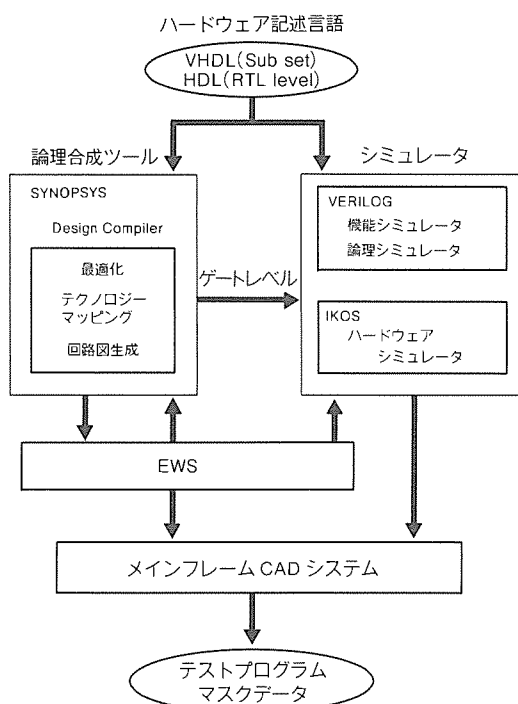 ハードウェア記述言語
VHDL(Sub set)
HDL(RTL level)
論理合成ツール
SYNOPSYS
Design Compiler
最適化
テクノロジー
マッピング
回路図生成
ゲートレベル
シミュレータ
VERILOG
機能シミュレータ
論理シミュレータ
IKOS
ハードウェア
シミュレータ
EWS
メインフレーム CAD システム
テストプログラム
マスクデータ